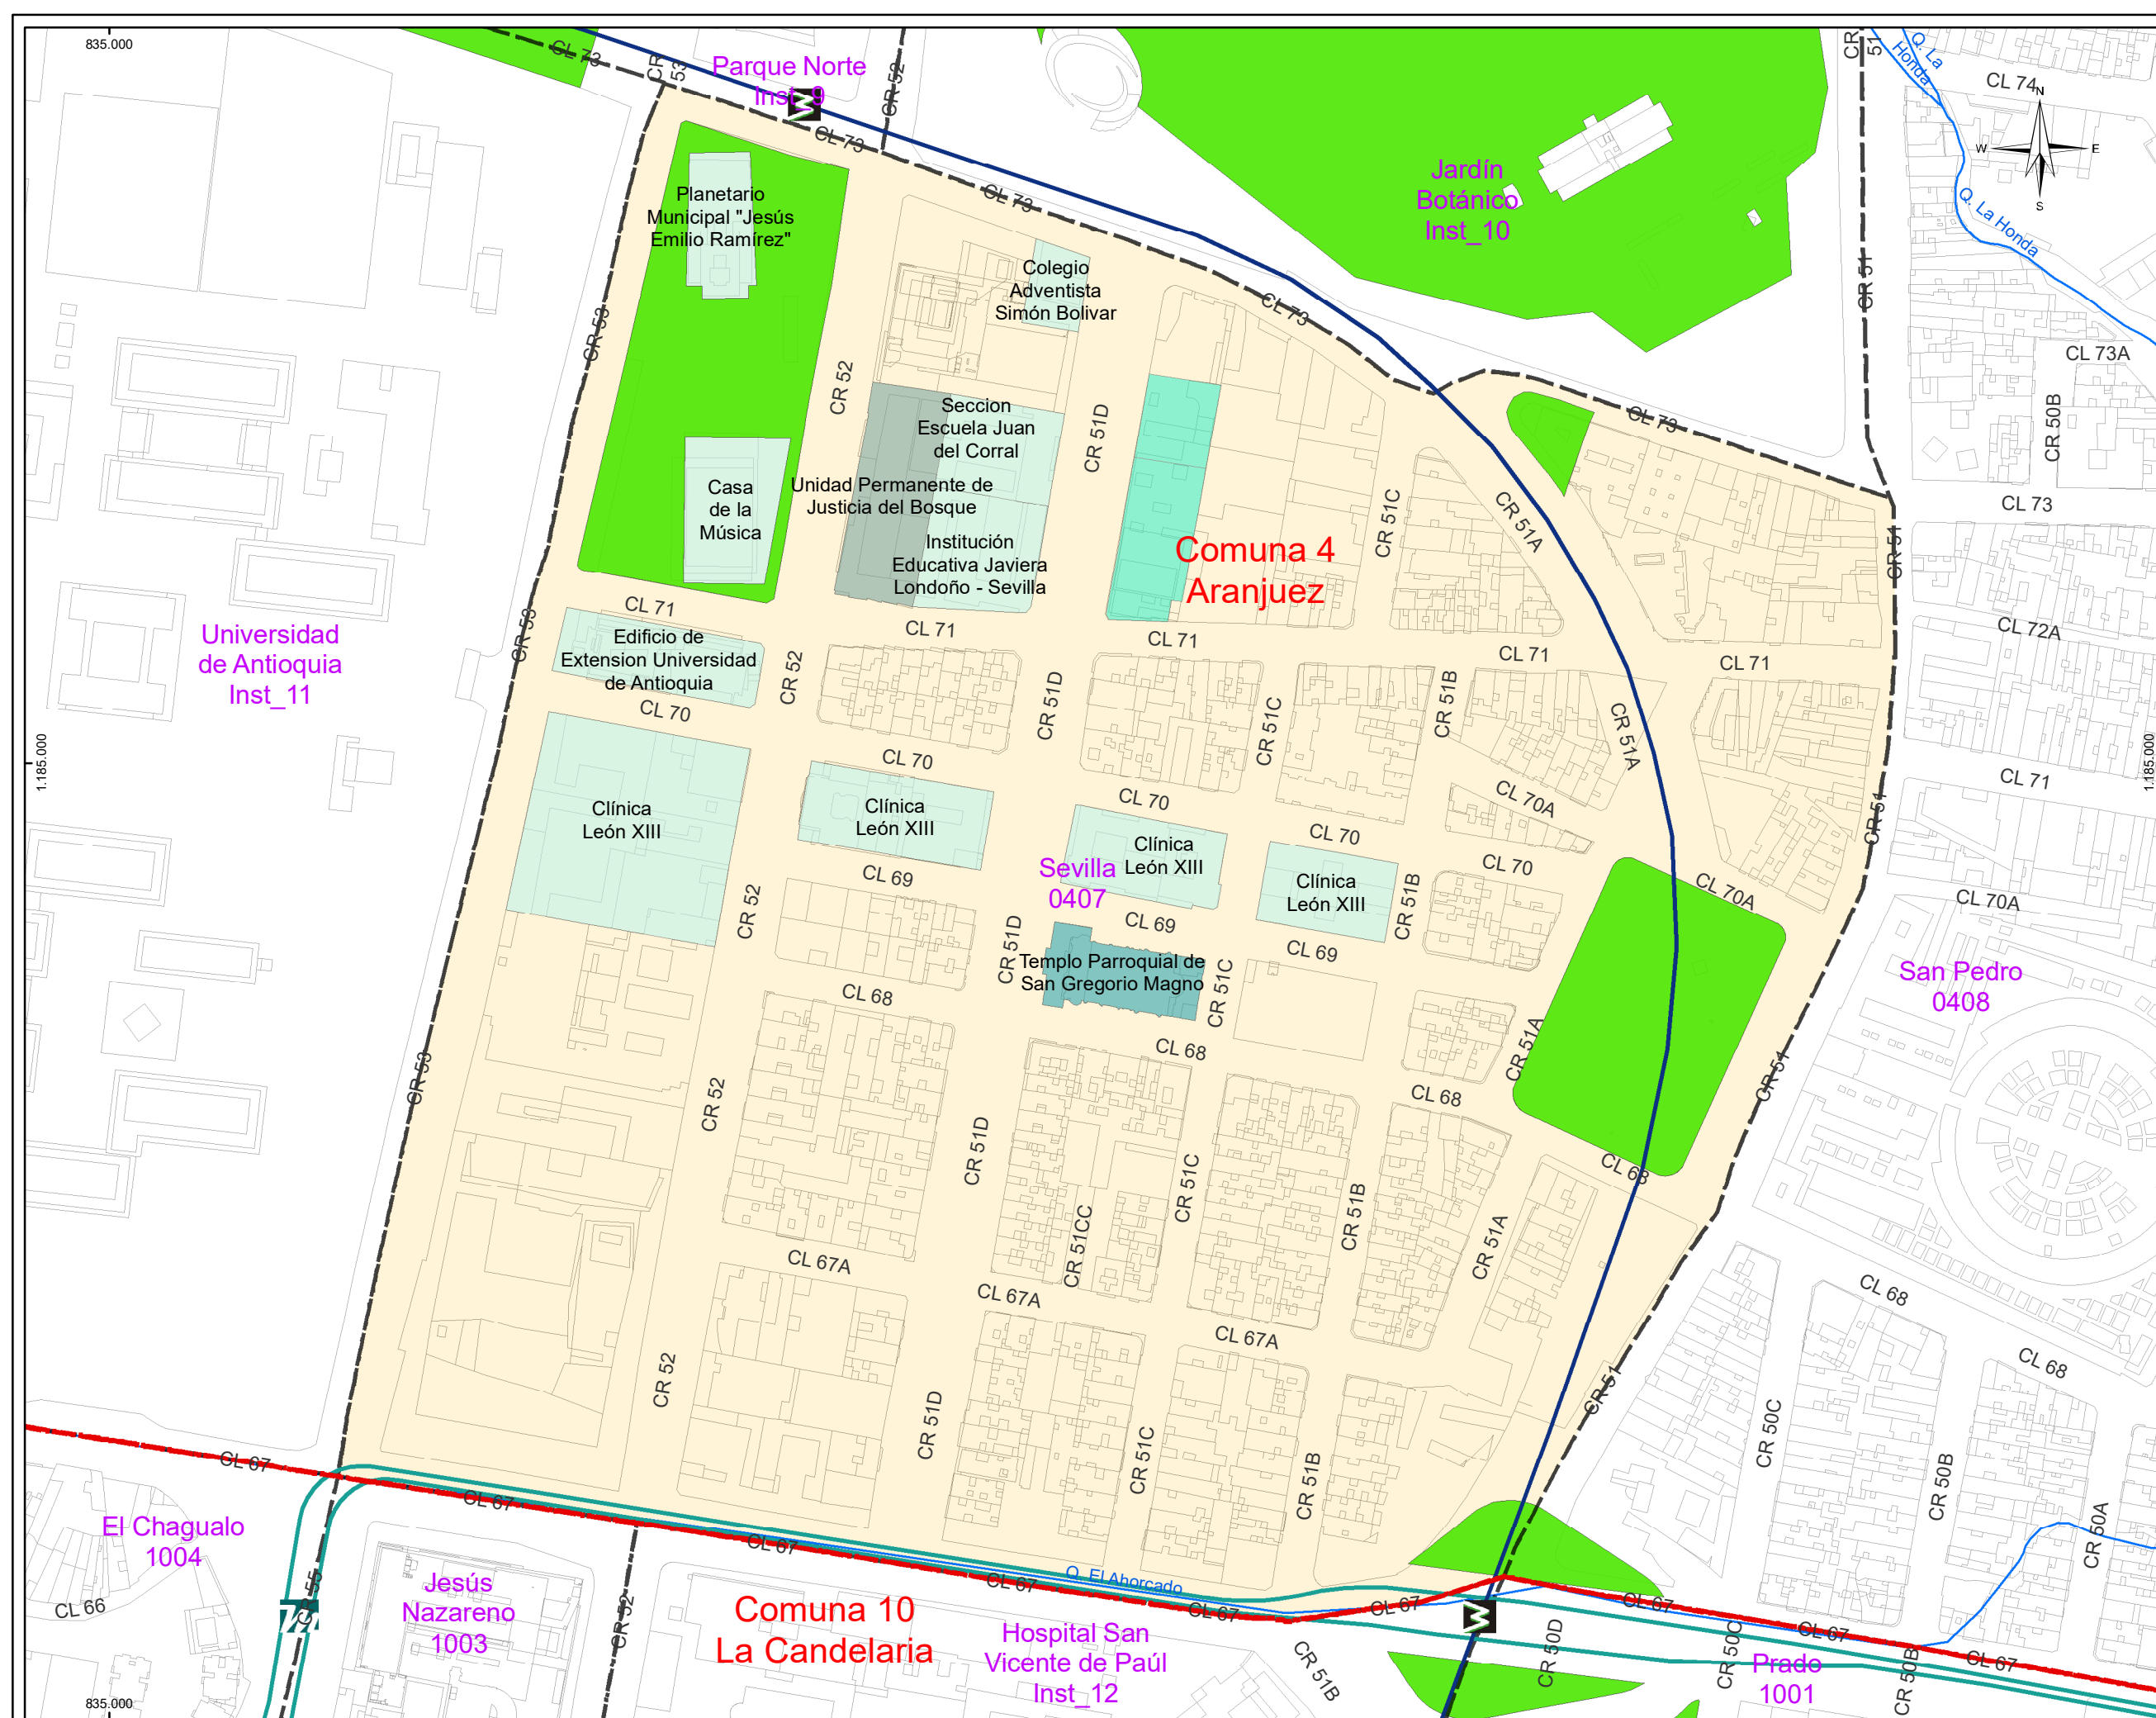 835.000
CL 73
CR 53
Parque Norte
Inst_9
CR 52
CL 73
CL 73
CL 73
CL 73
Jardín
Botánico
Inst_10
CR 51
Q. La Honda
CL 74
N
W
E
S
Q. La Honda
CR 51
CL 73A
CR 50B
CL 73
CR 51
CL 72A
Planetario
Municipal "Jesús
Emilio Ramírez"
CR 53
Colegio
Adventista
Simón Bolivar
CR 52
CR 51D
Seccion
Escuela Juan
del Corral
Casa
de la
Música
Unidad Permanente de
Justicia del Bosque
Institución
Educativa Javiera
Londoño - Sevilla
CR 51C
CR 51A
Comuna 4
Aranjuez
CL 71
CL 71
CL 71
CL 71
CL 71
Universidad
de Antioquia
Inst_11
CR 53
Edificio de
Extension Universidad
de Antioquia
CR 52
CR 51D
CR 51C
CR 51B
CR 51A
CL 70
CL 70
CL 70
CL 70
CL 70A
CL 70
CL 71
1.185.000
1.185.000
Clínica
León XIII
Clínica
León XIII
Clínica
León XIII
Clínica
León XIII
CR 51
Sevilla
0407
CL 69
CL 69
CL 69
CR 52
CR 51D
CR 51B
CL 70A
CL 70A
San Pedro
0408
Templo Parroquial de
San Gregorio Magno
CR 51C
CL 68
CL 68
CL 68
CR 51A
CR 53
CR 52
CR 51D
CR 51C
CR 51CC
CR 51B
CR 51A
CL 68
CR 51
CL 67A
CL 67A
CL 67A
CL 68
CL 68
CR 52
CR 51D
CR 51C
CR 51B
CR 51
CR 50C
CR 50B
CR 50A
CL 67
CL 67
CL 67
CL 67
CL 67
CL 67
CL 67
CL 67
CL 67
Q. El Ahorcado
El Chagualo
1004
CL 66
CR 55
Jesús
Nazareno
1003
CR 52
Comuna 10
La Candelaria
Hospital San
Vicente de Paúl
Inst_12
CR 51B
CR 50D
CR 50C
Prado
1001
CR 50B
835.000